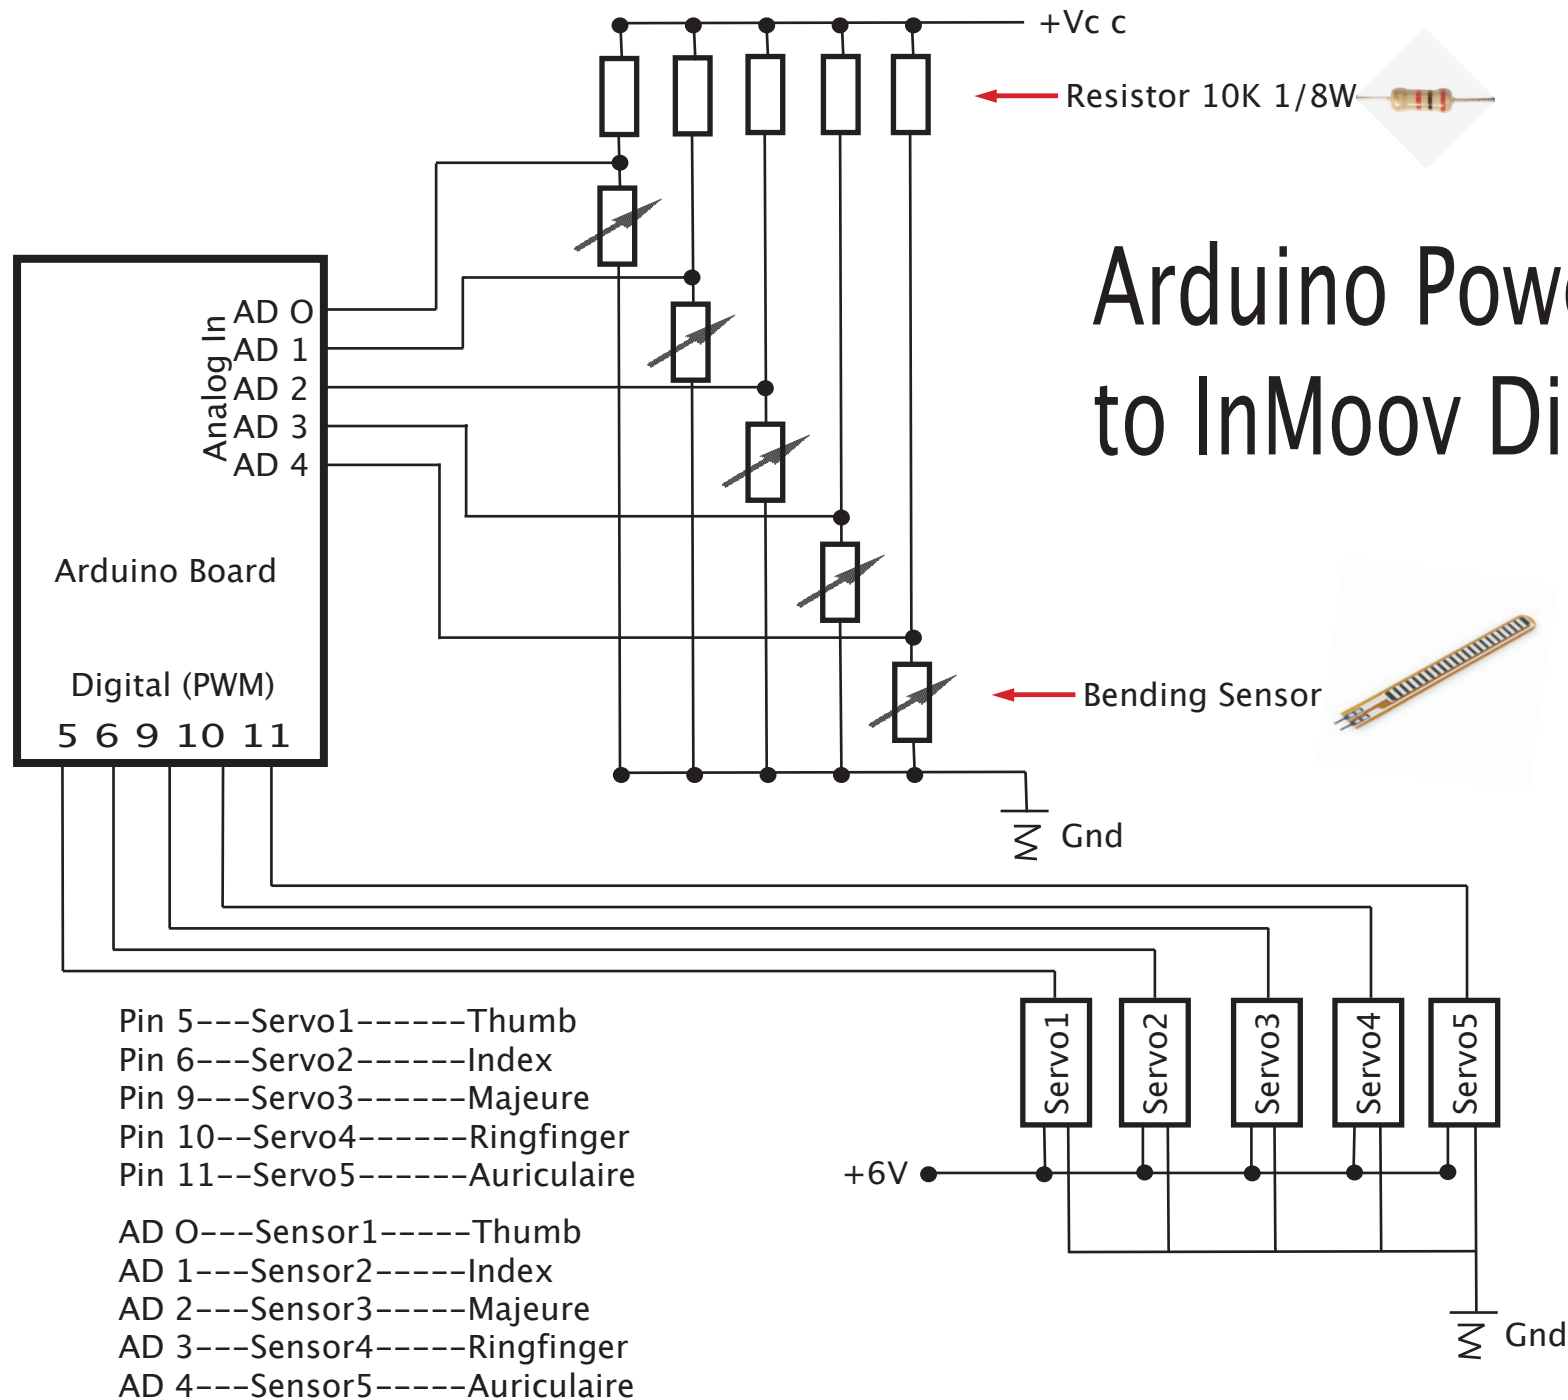 +Vc c
Resistor 10K 1/8W
Arduino Pow
to InMoov Di
AD O
AD 1
AD 2
AD 3
AD 4
Analog In
Arduino Board
Digital (PWM)
5 6 9 10 11
Bending Sensor
Gnd
Servo1
Servo2
Servo3
Servo4
Servo5
+6V
Gnd
Pin 5---Servo1------Thumb
Pin 6---Servo2------Index
Pin 9---Servo3------Majeure
Pin 10--Servo4------Ringfinger
Pin 11--Servo5------Auriculaire
AD O---Sensor1-----Thumb
AD 1---Sensor2-----Index
AD 2---Sensor3-----Majeure
AD 3---Sensor4-----Ringfinger
AD 4---Sensor5-----Auriculaire